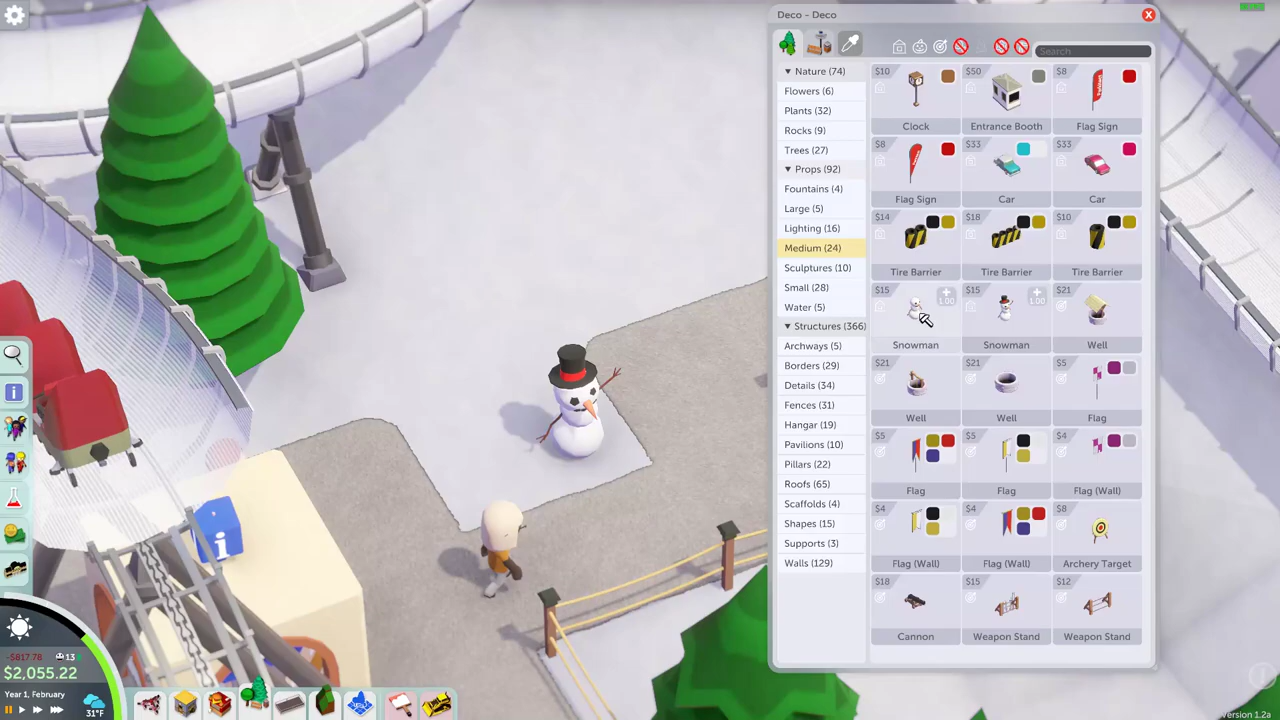 Deco - Deco
Search
Nature (74)
Flowers (6)
Plants (32)
Rocks (9)
Trees (27)
Props (92)
Fountains (4)
Large (5)
Lighting (16)
Medium (24)
Sculptures (10)
Small (28)
Water (5)
Structures (366)
Archways (5)
Borders (29)
Details (34)
Fences (31)
Hangar (19)
Pavilions (10)
Pillars (22)
Roofs (65)
Scaffolds (4)
Shapes (15)
Supports (3)
Walls (129)
$10 $50 $8
Clock Entrance Booth Flag Sign
$8 $33 $33
Flag Sign Car Car
$14 $18 $10
Tire Barrier Tire Barrier Tire Barrier
$15 + 1.00 $15 + 1.00 $21
Snowman Snowman Well
$21 $21 $5
Well Well Flag
$5 $5 $4
Flag Flag Flag (Wall)
$4 $4 $8
Flag (Wall) Flag (Wall) Archery Target
$18 $15 $12
Cannon Weapon Stand Weapon Stand
i
i
-$817.78 13
$2,055.22
Year 1, February
31°F
Version 1.2a